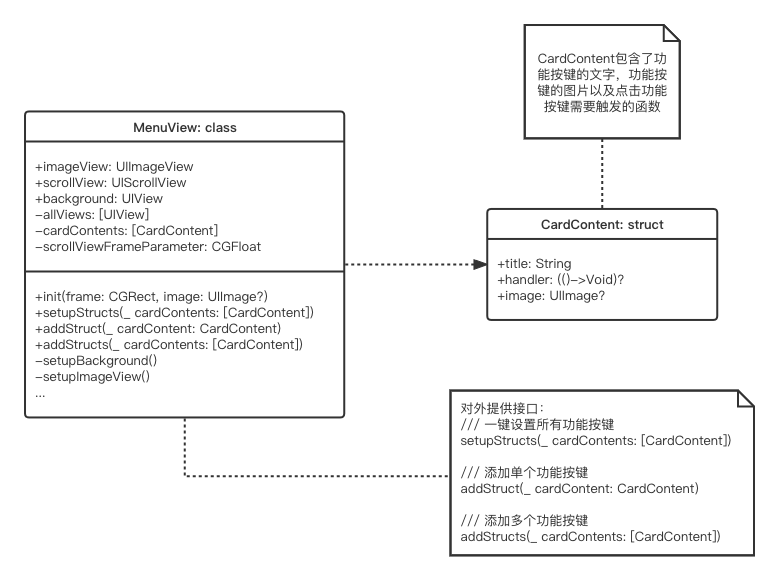 CardContent包含了功
能按键的文字，功能按
键的图片以及点击功能
按键需要触发的函数
MenuView: class
+imageView: UIImageView
+scrollView: UIScrollView
+background: UIView
-allViews: [UIView]
-cardContents: [CardContent]
-scrollViewFrameParameter: CGFloat
+init(frame: CGRect, image: UIImage?)
+setupStructs(_ cardContents: [CardContent])
+addStruct(_ cardContent: CardContent)
+addStructs(_ cardContents: [CardContent])
-setupBackground()
-setupImageView()
...
CardContent: struct
+title: String
+handler: (()->Void)?
+image: UIImage?
对外提供接口：
/// 一键设置所有功能按键
setupStructs(_ cardContents: [CardContent])
/// 添加单个功能按键
addStruct(_ cardContent: CardContent)
/// 添加多个功能按键
addStructs(_ cardContents: [CardContent])